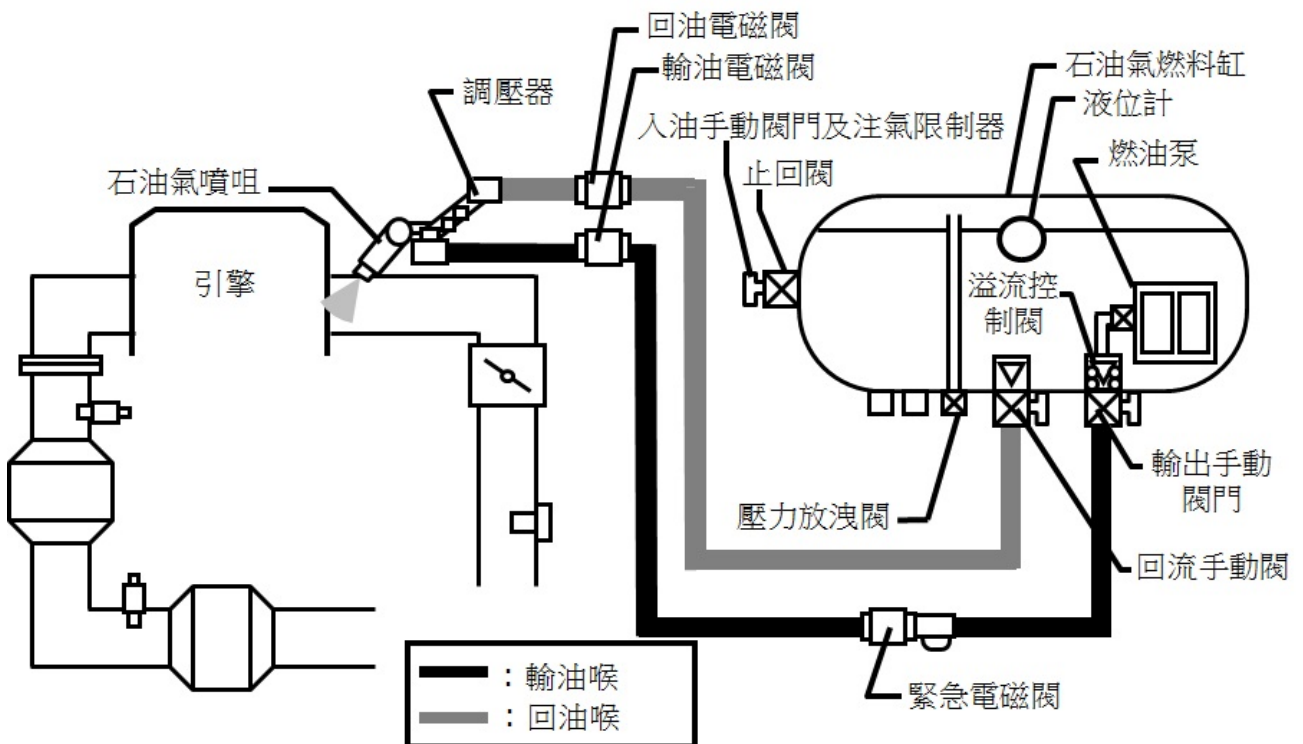 回油電磁閥
輸油電磁閥
調壓器
石油氣噴咀
引擎
入油手動閥門及注氣限制器
止回閥
石油氣燃料缸
液位計
燃油泵
溢流控
制閥
輸出手動
閥門
壓力放洩閥
回流手動閥
緊急電磁閥
：輸油喉
：回油喉